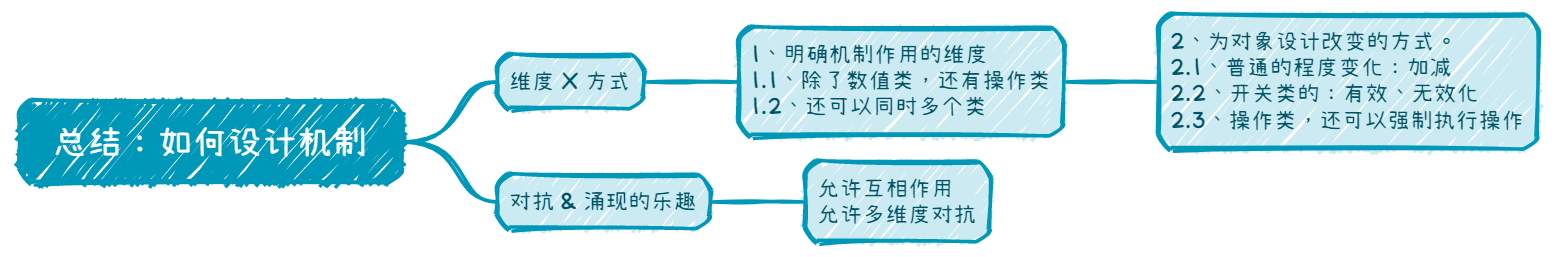 总结：如何设计机制
维度 X 方式
1、明确机制作用的维度
1.1、除了数值类，还有操作类
1.2、还可以同时多个类
2、为对象设计改变的方式。
2.1、普通的程度变化：加减
2.2、开关类的：有效、无效化
2.3、操作类，还可以强制执行操作
对抗 & 涌现的乐趣
允许互相作用
允许多维度对抗